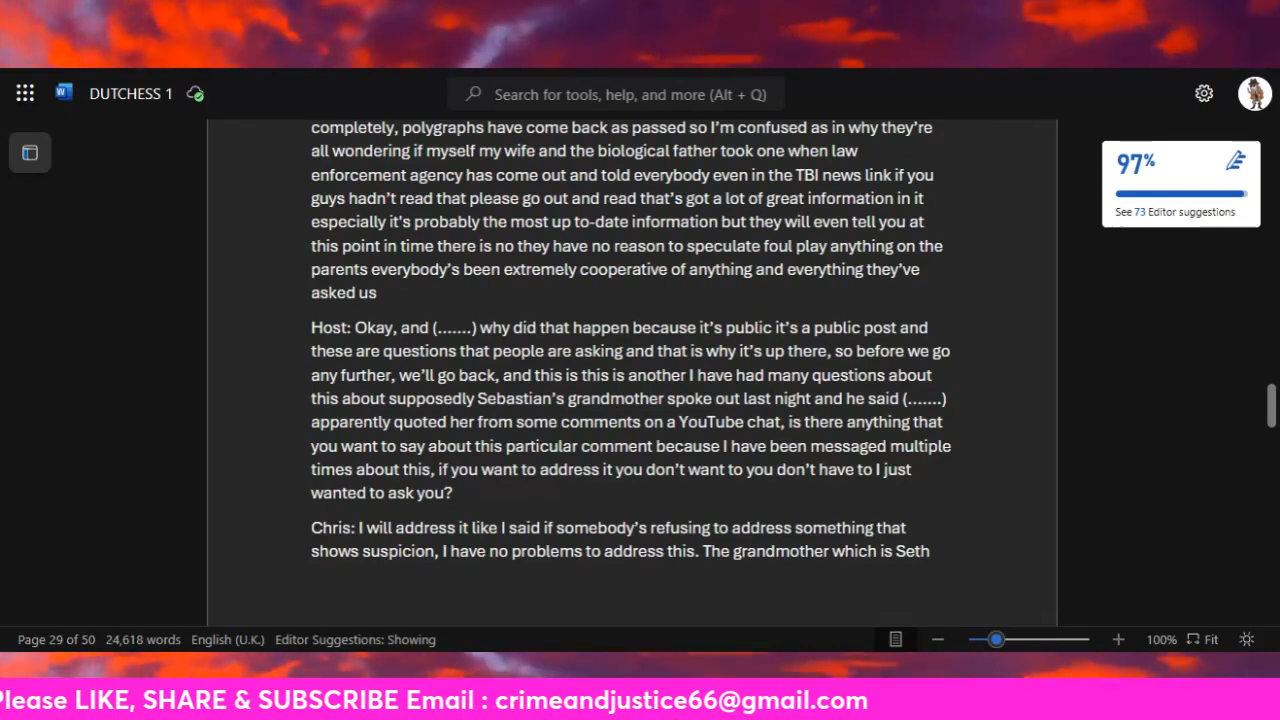 DUTCHESS 1
Search for tools, help, and more (Alt + Q)
completely, polygraphs have come back as passed so I’m confused as in why they’re
all wondering if myself my wife and the biological father took one when law
enforcement agency has come out and told everybody even in the TBI news link if you
guys hadn’t read that please go out and read that’s got a lot of great information in it
especially it's probably the most up to-date information but they will even tell you at
this point in time there is no they have no reason to speculate foul play anything on the
parents everybody’s been extremely cooperative of anything and everything they’ve
asked us
97%
See 73 Editor suggestions
Host: Okay, and (.......) why did that happen because it’s public it’s a public post and
these are questions that people are asking and that is why it’s up there, so before we go
any further, we’ll go back, and this is this is another I have had many questions about
this about supposedly Sebastian’s grandmother spoke out last night and he said (.......)
apparently quoted her from some comments on a YouTube chat, is there anything that
you want to say about this particular comment because I have been messaged multiple
times about this, if you want to address it you don’t want to you don’t have to I just
wanted to ask you?
Chris: I will address it like I said if somebody’s refusing to address something that
shows suspicion, I have no problems to address this. The grandmother which is Seth
Page 29 of 50 24,618 words English (U.K.) Editor Suggestions: Showing
100% Fit
Please LIKE, SHARE & SUBSCRIBE Email : crimeandjustice66@gmail.com